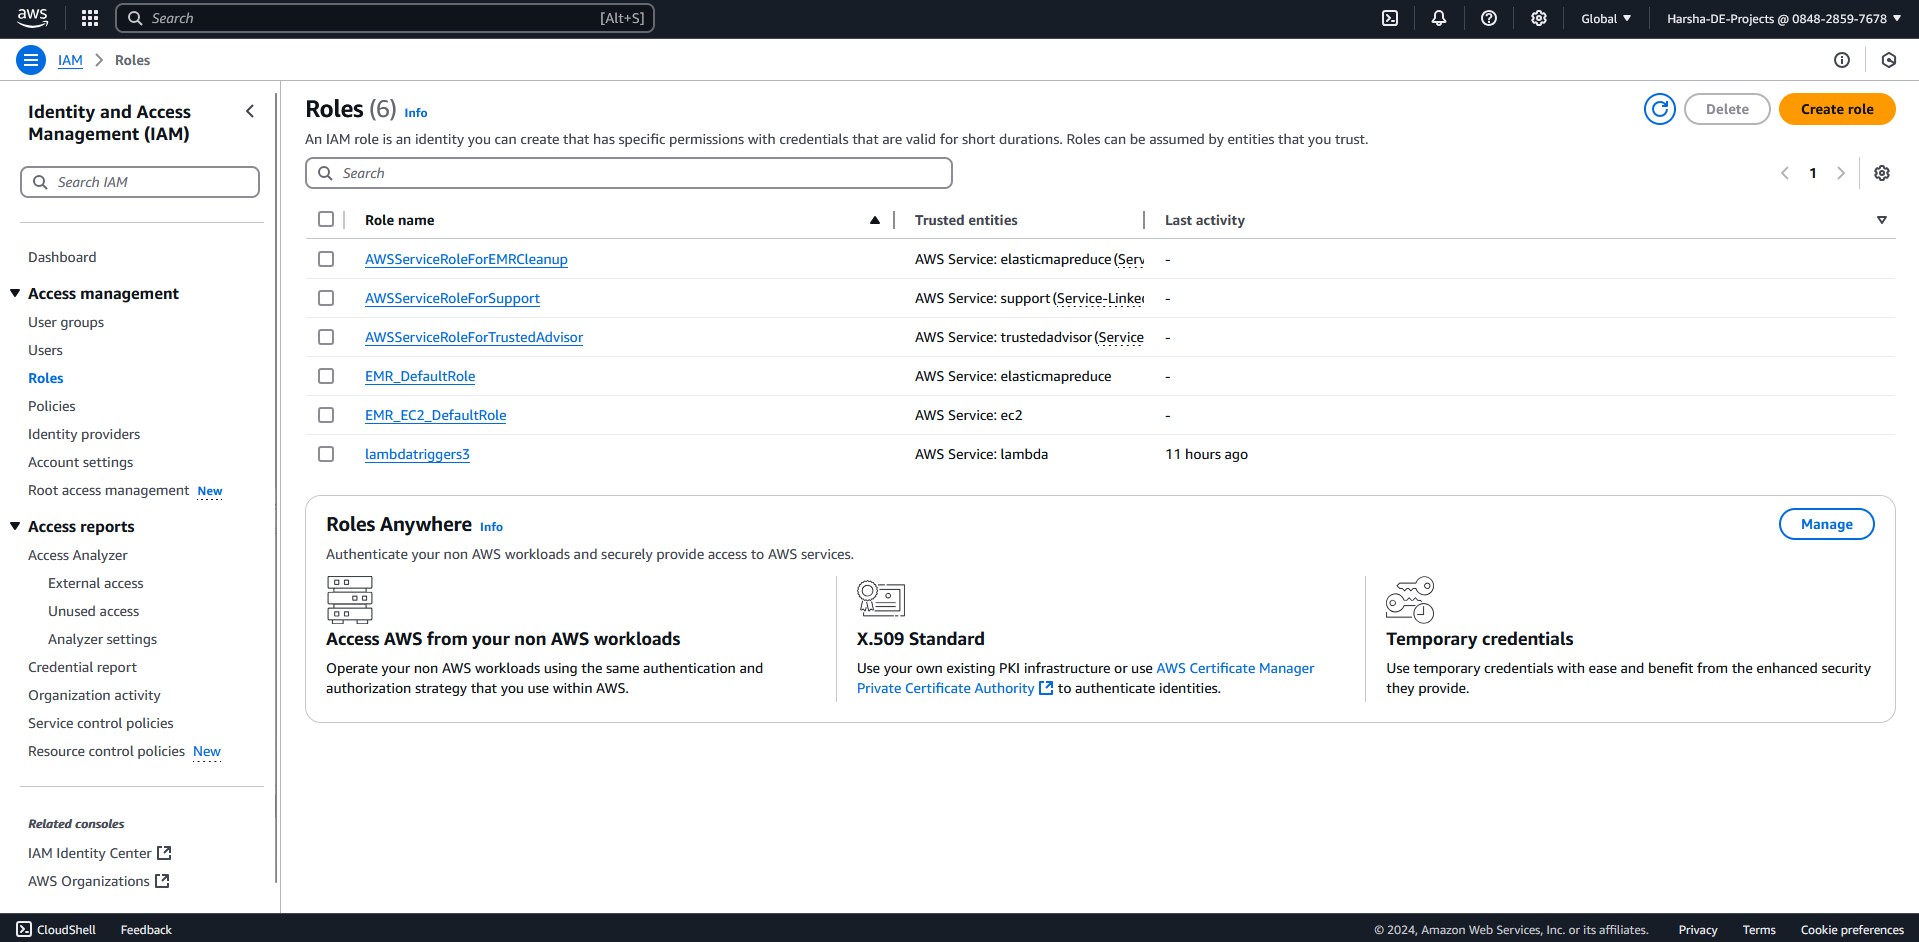 aws
Search [Alt+S]
Global
Harsha-DE-Projects @ 0848-2859-7678
IAM
Roles
Identity and Access
Management (IAM)
Search IAM
Dashboard
Access management
User groups
Users
Roles
Policies
Identity providers
Account settings
Root access management New
Access reports
Access Analyzer
External access
Unused access
Analyzer settings
Credential report
Organization activity
Service control policies
Resource control policies New
Related consoles
IAM Identity Center
AWS Organizations
Roles (6) Info
An IAM role is an identity you can create that has specific permissions with credentials that are valid for short durations. Roles can be assumed by entities that you trust.
Delete
Create role
Search
1
Role name Trusted entities Last activity
AWSServiceRoleForEMRCleanup AWS Service: elasticmapreduce (Serv -
AWSServiceRoleForSupport AWS Service: support (Service-Linked -
AWSServiceRoleForTrustedAdvisor AWS Service: trustedadvisor (Service -
EMR_DefaultRole AWS Service: elasticmapreduce -
EMR_EC2_DefaultRole AWS Service: ec2 -
lambdatriggers3 AWS Service: lambda 11 hours ago
Roles Anywhere Info
Manage
Authenticate your non AWS workloads and securely provide access to AWS services.
Access AWS from your non AWS workloads
Operate your non AWS workloads using the same authentication and
authorization strategy that you use within AWS.
X.509 Standard
Use your own existing PKI infrastructure or use AWS Certificate Manager
Private Certificate Authority to authenticate identities.
Temporary credentials
Use temporary credentials with ease and benefit from the enhanced security
they provide.
CloudShell
Feedback
© 2024, Amazon Web Services, Inc. or its affiliates.
Privacy
Terms
Cookie preferences